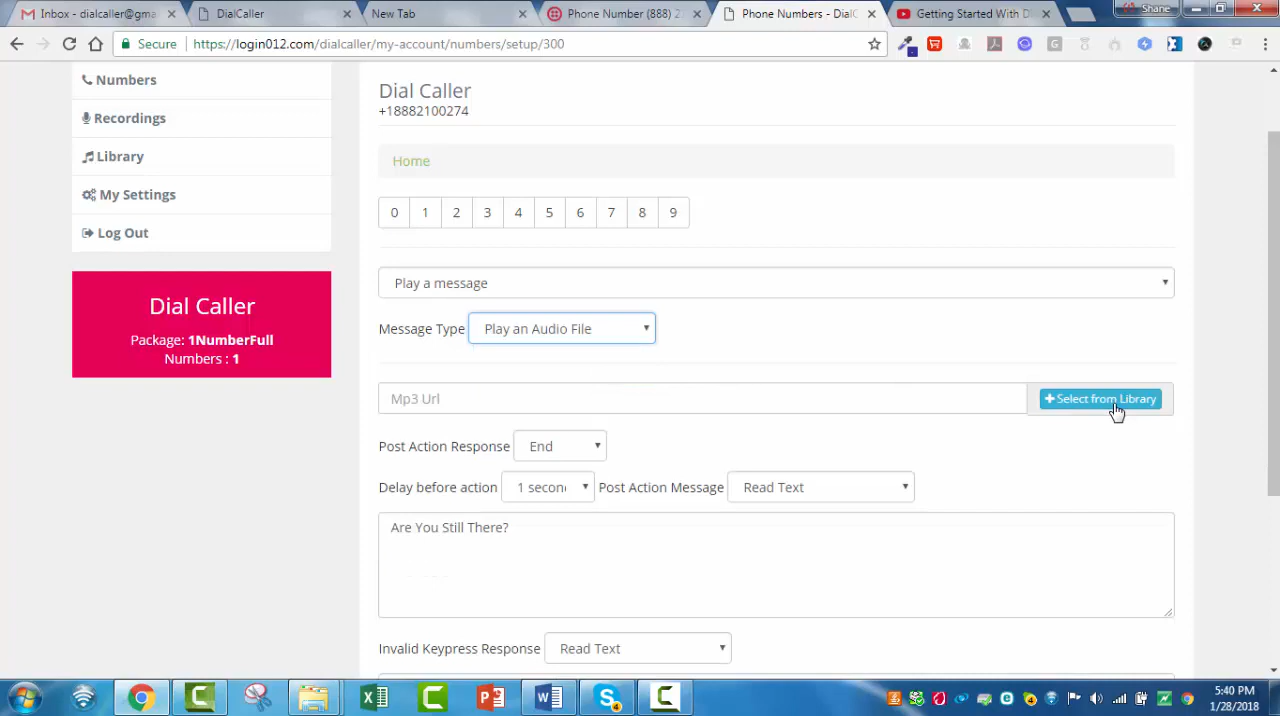 Inbox - dialcaller@gma
DialCaller
New Tab
Phone Number (888) 2
Phone Numbers - DialC
Getting Started With D
Shane
Secure
https://login012.com/dialcaller/my-account/numbers/setup/300
Numbers
Recordings
Library
My Settings
Log Out
Dial Caller
Package: 1NumberFull
Numbers : 1
Dial Caller
+18882100274
Home
0 1 2 3 4 5 6 7 8 9
Play a message
Message Type Play an Audio File
Mp3 Url
Select from Library
Post Action Response End
Delay before action 1 secon Post Action Message Read Text
Are You Still There?
Invalid Keypress Response Read Text
5:40 PM
1/28/2018